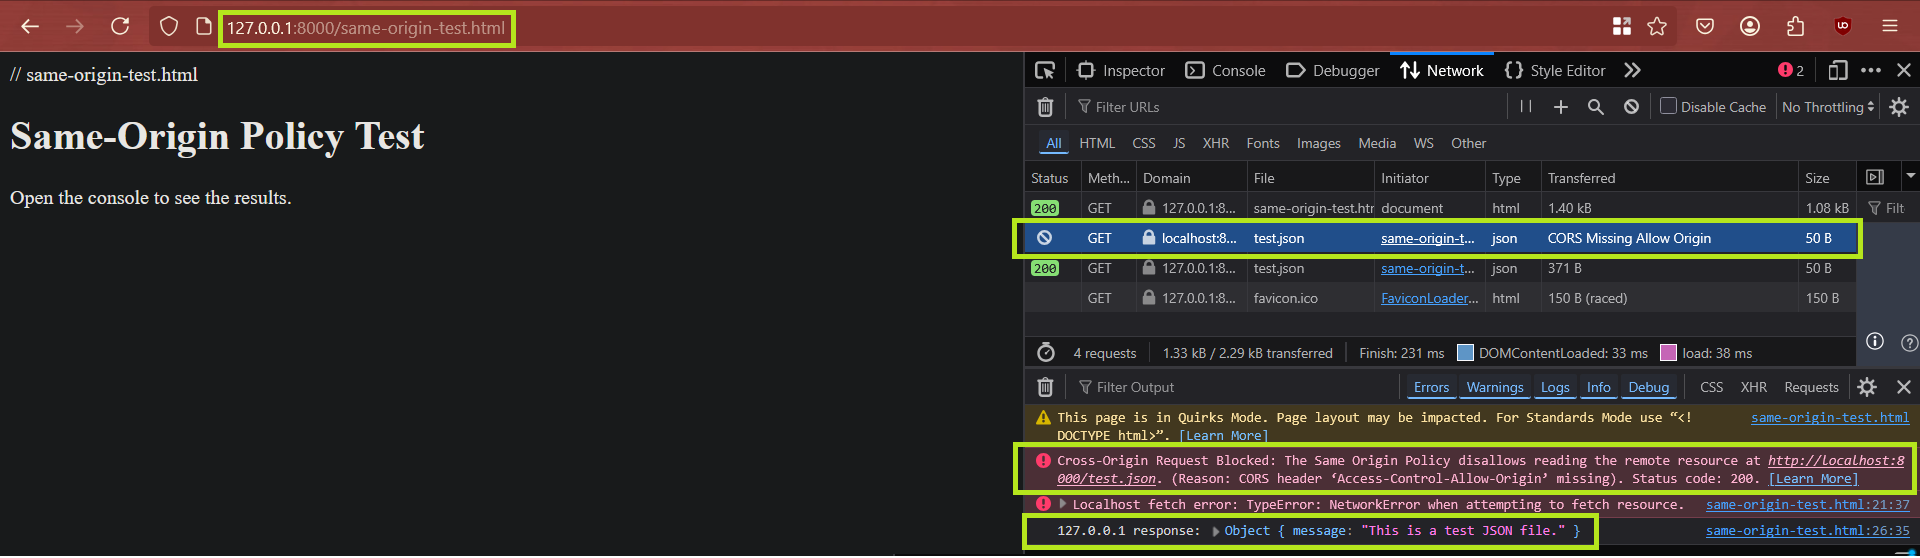 127.0.0.1:8000/same-origin-test.html
// same-origin-test.html
Same-Origin Policy Test
Open the console to see the results.
Inspector Console Debugger Network Style Editor 2
Filter URLs Disable Cache No Throttling
All HTML CSS JS XHR Fonts Images Media WS Other
Status Meth... Domain File Initiator Type Transferred Size
200 GET 127.0.0.1:8... same-origin-test.htr document html 1.40 kB 1.08 kB Filt
GET localhost:8... test.json same-origin-t... json CORS Missing Allow Origin 50 B
200 GET 127.0.0.1:8... test.json same-origin-t... json 371 B 50 B
GET 127.0.0.1:8... favicon.ico FaviconLoader... html 150 B (raced) 150 B
4 requests 1.33 kB / 2.29 kB transferred Finish: 231 ms DOMContentLoaded: 33 ms load: 38 ms
Filter Output Errors Warnings Logs Info Debug CSS XHR Requests
This page is in Quirks Mode. Page layout may be impacted. For Standards Mode use “<! same-origin-test.html
DOCTYPE html>”. [Learn More]
Cross-Origin Request Blocked: The Same Origin Policy disallows reading the remote resource at http://localhost:8
000/test.json. (Reason: CORS header ‘Access-Control-Allow-Origin’ missing). Status code: 200. [Learn More]
Localhost fetch error: TypeError: NetworkError when attempting to fetch resource. same-origin-test.html:21:37
127.0.0.1 response: Object { message: "This is a test JSON file." } same-origin-test.html:26:35